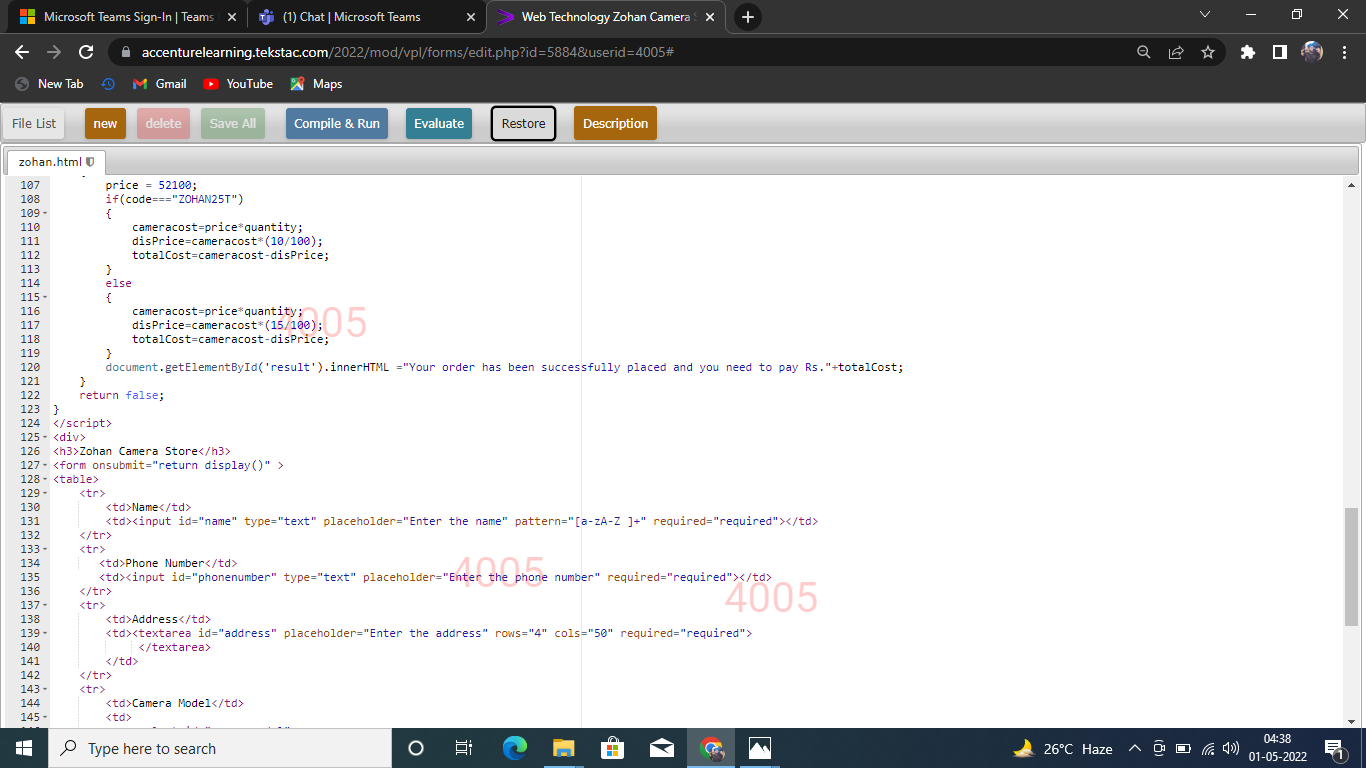 Microsoft Teams Sign-In | Teams
(1) Chat | Microsoft Teams
Web Technology Zohan Camera
accenturelearning.tekstac.com/2022/mod/vpl/forms/edit.php?id=5884&userid=4005#
New Tab
Gmail
YouTube
Maps
File List
new
delete
Save All
Compile & Run
Evaluate
Restore
Description
zohan.html
107 price = 52100;
108 if(code==="ZOHAN25T")
109 {
110 cameracost=price*quantity;
111 disPrice=cameracost*(10/100);
112 totalCost=cameracost-disPrice;
113 }
114 else
115 {
116 cameracost=price*quantity;
117 disPrice=cameracost*(15/100);
118 totalCost=cameracost-disPrice;
119 }
120 document.getElementById('result').innerHTML ="Your order has been successfully placed and you need to pay Rs."+totalCost;
121 }
122 return false;
123 }
124 </script>
125 <div>
126 <h3>Zohan Camera Store</h3>
127 <form onsubmit="return display()" >
128 <table>
129 <tr>
130 <td>Name</td>
131 <td><input id="name" type="text" placeholder="Enter the name" pattern="[a-zA-Z ]+" required="required"></td>
132 </tr>
133 <tr>
134 <td>Phone Number</td>
135 <td><input id="phonenumber" type="text" placeholder="Enter the phone number" required="required"></td>
136 </tr>
137 <tr>
138 <td>Address</td>
139 <td><textarea id="address" placeholder="Enter the address" rows="4" cols="50" required="required">
140 </textarea>
141 </td>
142 </tr>
143 <tr>
144 <td>Camera Model</td>
145 <td>
4005
4005
4005
Type here to search
26°C Haze
04:38
01-05-2022
1